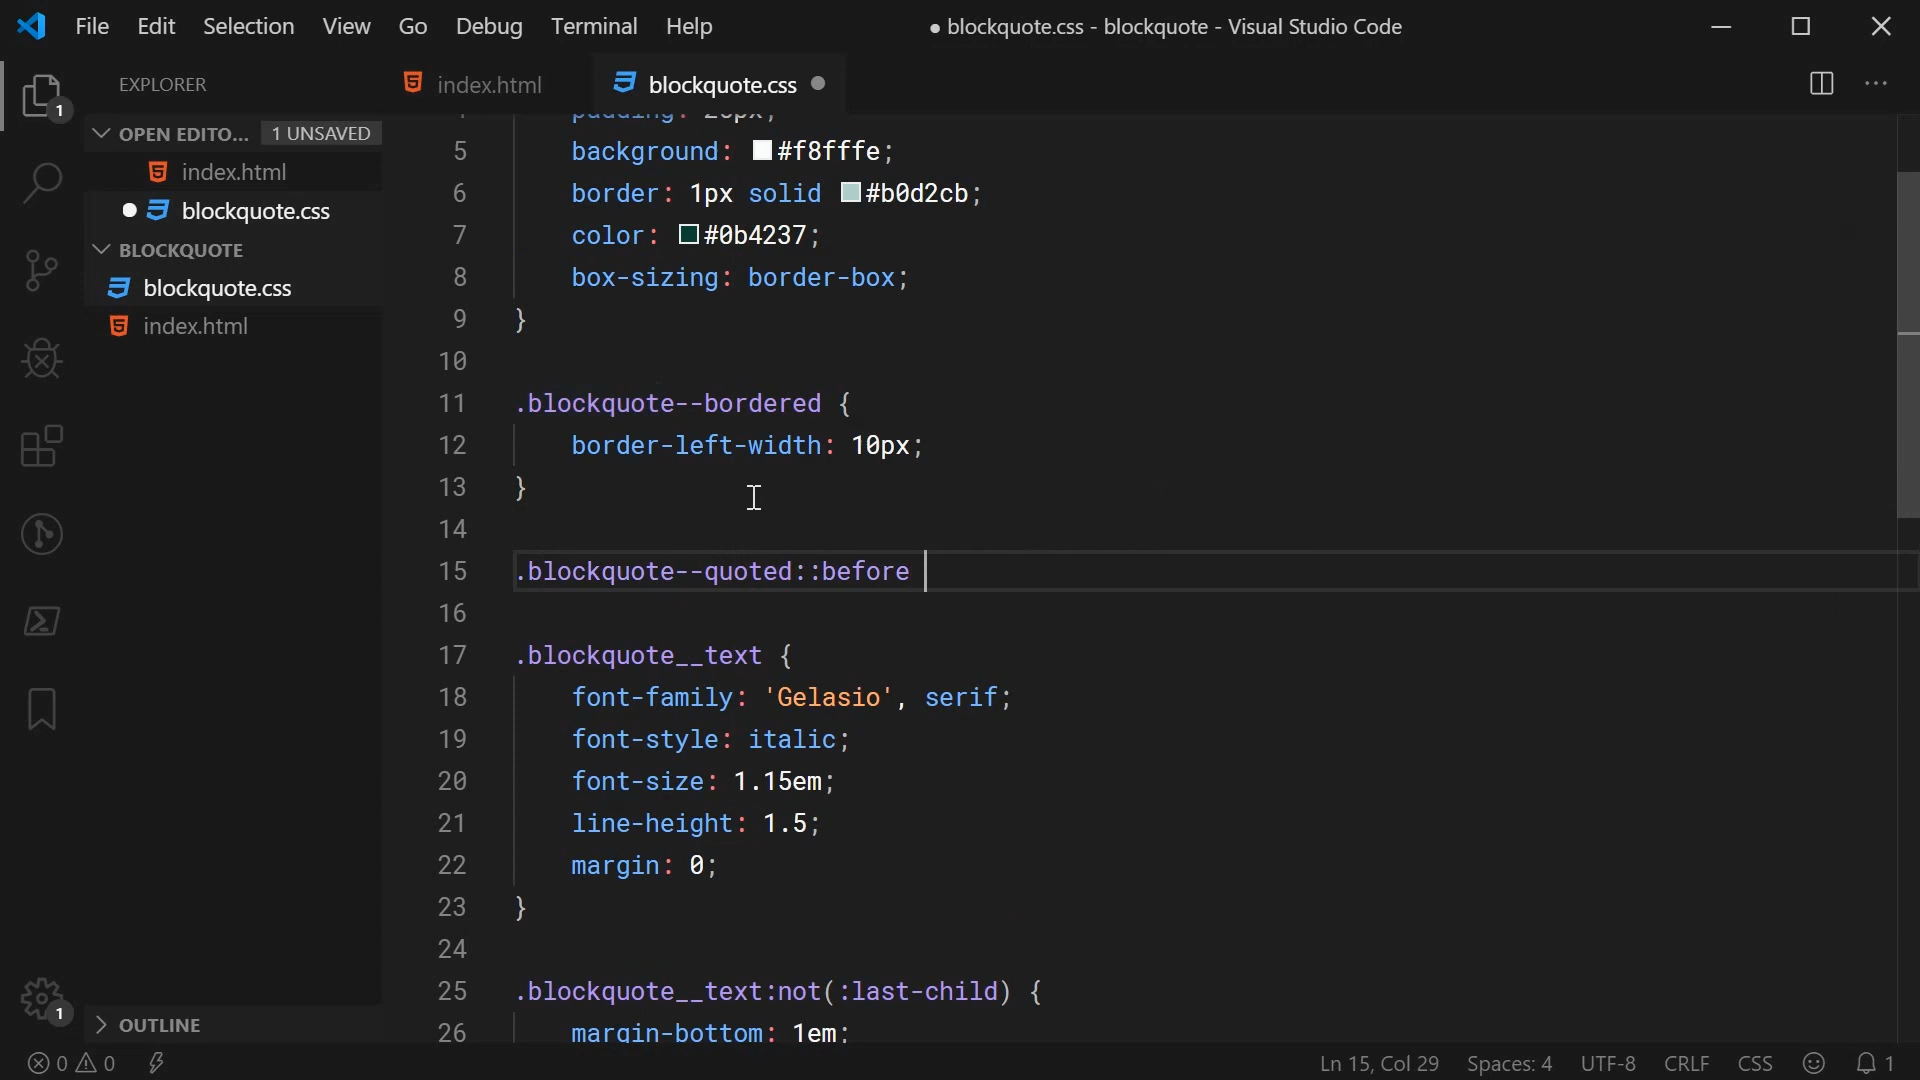 File Edit Selection View Go Debug Terminal Help
● blockquote.css - blockquote - Visual Studio Code
EXPLORER
OPEN EDITO... 1 UNSAVED
index.html
blockquote.css
BLOCKQUOTE
blockquote.css
index.html
OUTLINE
1
1
index.html blockquote.css
padding:
5 background: #f8fffe;
6 border: 1px solid #b0d2cb;
7 color: #0b4237;
8 box-sizing: border-box;
9 }
10
11 .blockquote--bordered {
12 border-left-width: 10px;
13 }
14
15 .blockquote--quoted::before
16
17 .blockquote__text {
18 font-family: 'Gelasio', serif;
19 font-style: italic;
20 font-size: 1.15em;
21 line-height: 1.5;
22 margin: 0;
23 }
24
25 .blockquote__text:not(:last-child) {
26 margin-bottom: 1em;
0 0 Ln 15, Col 29 Spaces: 4 UTF-8 CRLF CSS 1